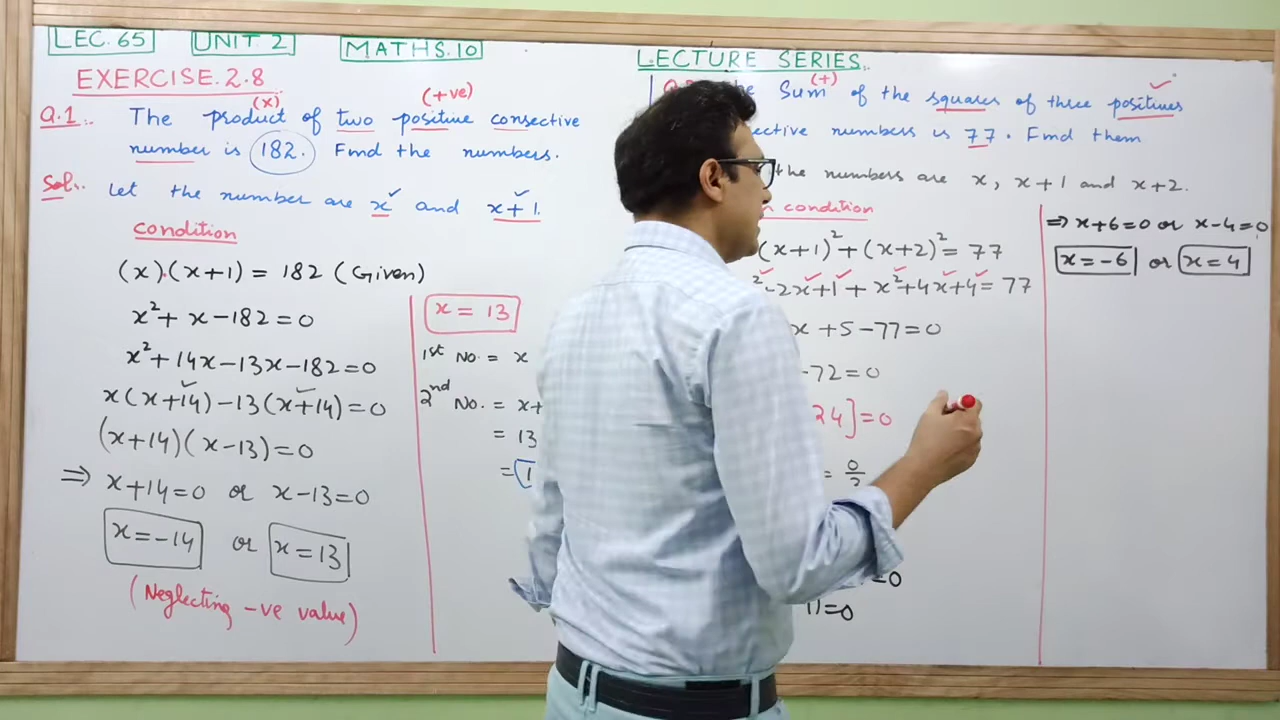 LEC. 65 UNIT 2 MATHS.10
EXERCISE.2.8
(x) (+ve)
Q.1:. The product of two positive consective
number is 182. Find the numbers.
Sol:. Let the number are x and x+1.
condition
(x).(x+1) = 182 (Given)
x²+ x-182=0
x²+ 14x-13x-182=0
x(x+14)-13(x+14)=0
(x+14)(x-13)=0
⇒ x+14=0 or x-13=0
x=-14 or x=13
(Neglecting -ve value)
x = 13
1st No. = x
2nd No. = x+
= 13
= 1
LECTURE SERIES.
(+)
Sum of the squares of three positives
ective numbers is 77. Find them
the numbers are x, x+1 and x+2.
condition
(x+1)²+(x+2)²= 77
²-2x+1 + x²+4x+4= 77
x +5-77=0
-72=0
24]=0
= 0/3
=0
)=0
⇒ x+6=0 or x-4=0
x=-6 or x=4